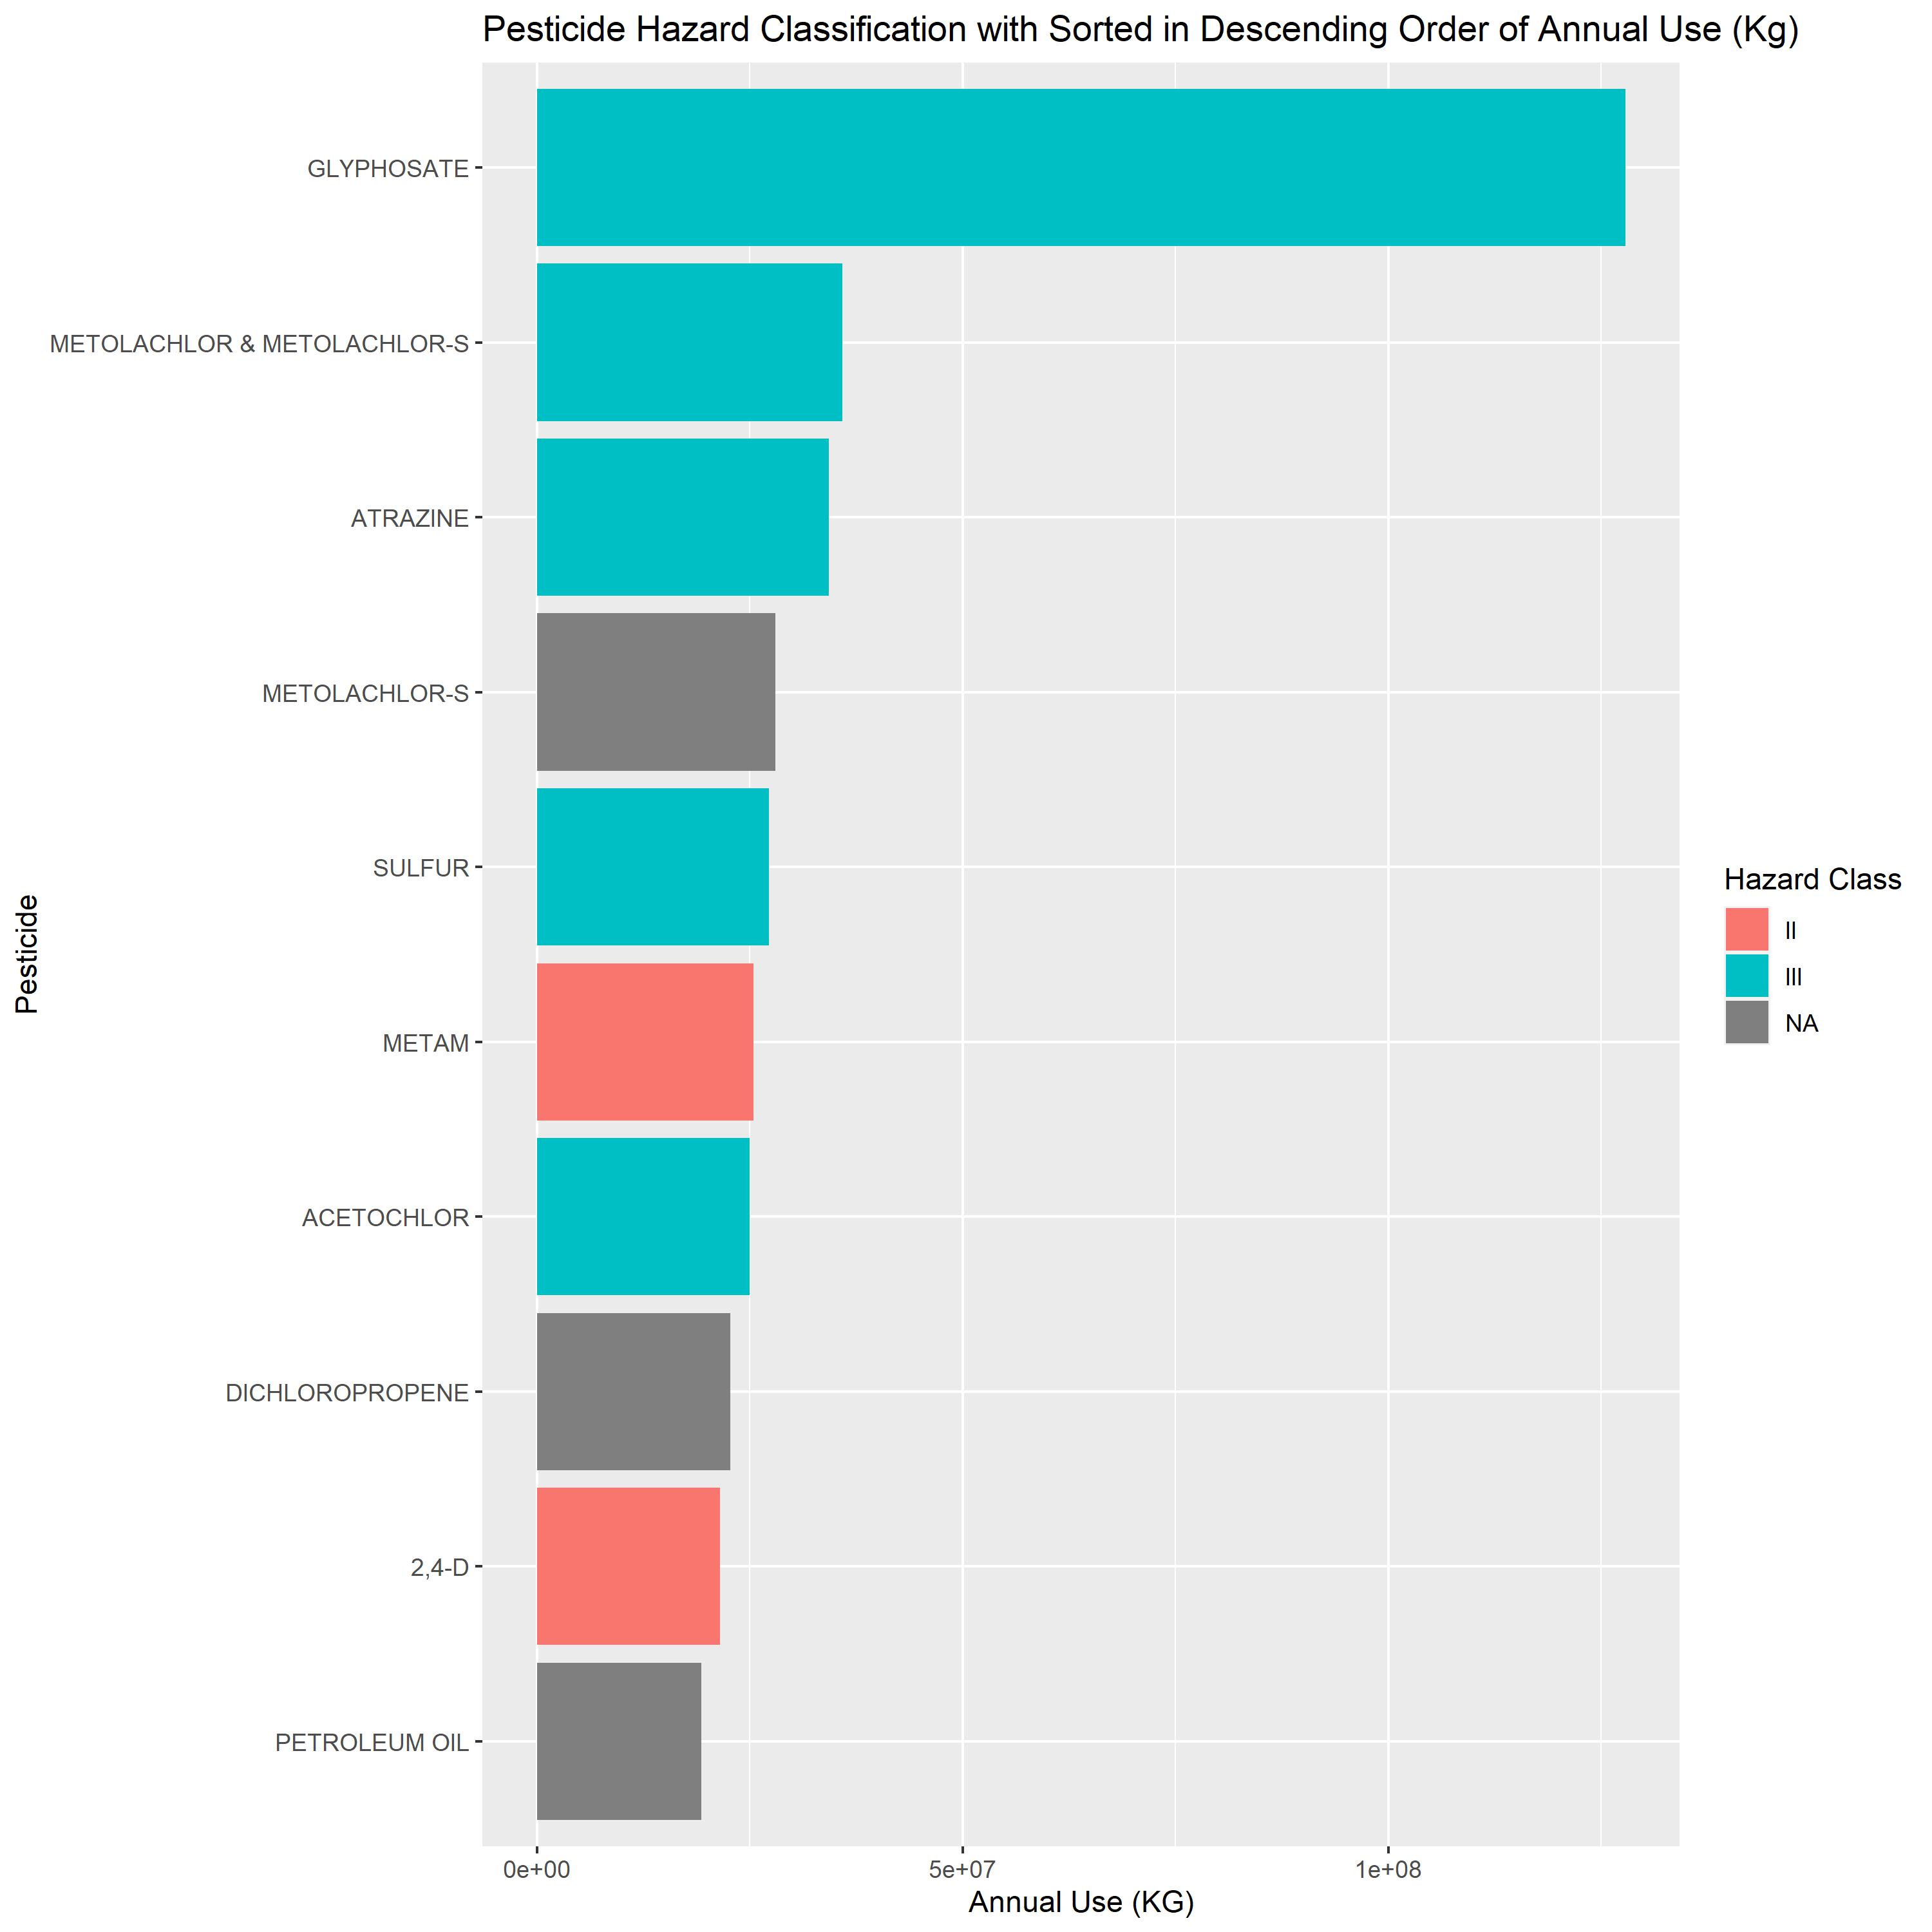 Pesticide Hazard Classification with Sorted in Descending Order of Annual Use (Kg)
GLYPHOSATE
METOLACHLOR & METOLACHLOR-S
ATRAZINE
METOLACHLOR-S
SULFUR
METAM
ACETOCHLOR
DICHLOROPROPENE
2,4-D
PETROLEUM OIL
Pesticide
0e+00 5e+07 1e+08
Annual Use (KG)
Hazard Class
II
III
NA